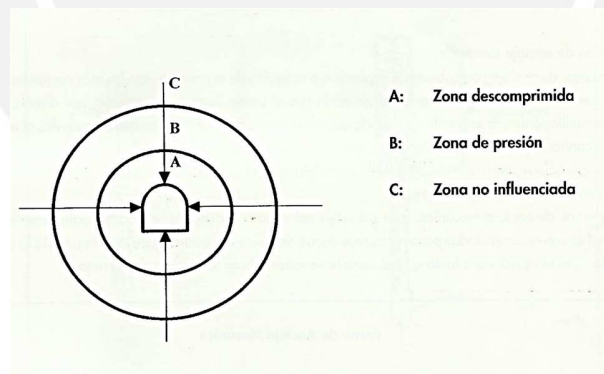 C
B
A
A: Zona descomprimida
B: Zona de presión
C: Zona no influenciada